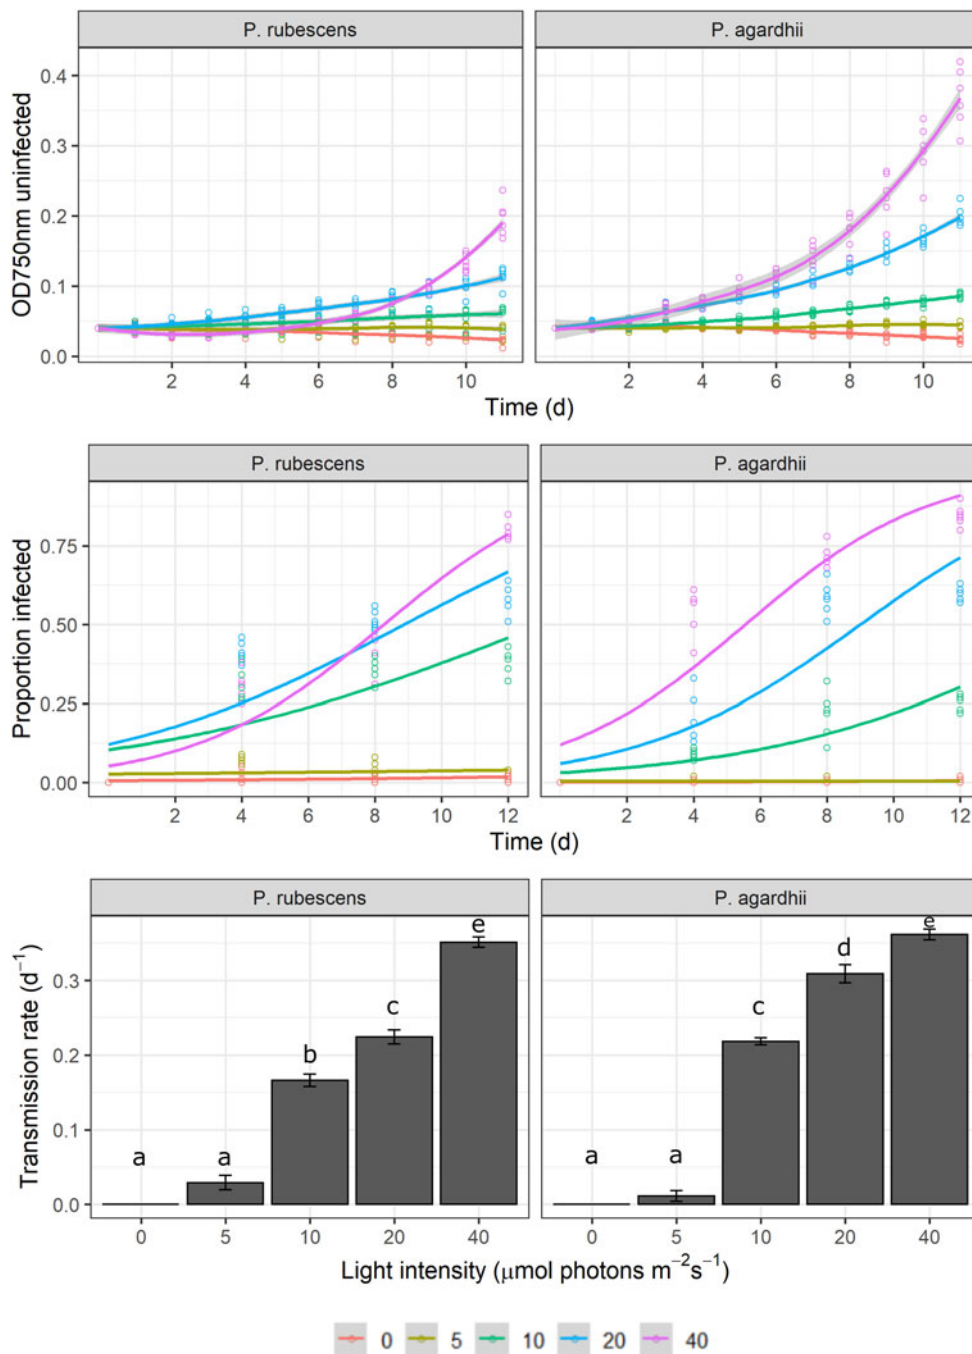 P. rubescens P. agardhii
OD750nm uninfected
0.4
0.3
0.2
0.1
0.0
2 4 6 8 10 2 4 6 8 10
Time (d)
P. rubescens P. agardhii
Proportion infected
0.75
0.50
0.25
0.00
2 4 6 8 10 12 2 4 6 8 10 12
Time (d)
P. rubescens P. agardhii
Transmission rate (d⁻¹)
0.3
0.2
0.1
0.0
a a b c e a a c d e
0 5 10 20 40 0 5 10 20 40
Light intensity (μmol photons m⁻²s⁻¹)
0 5 10 20 40